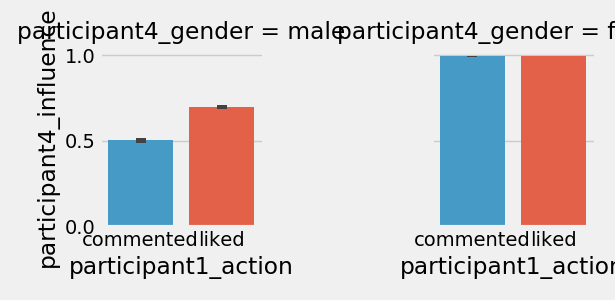 participant4_gender = male
participant4_gender = f
participant4_influence
1.0
0.5
0.0
commented liked
commented liked
participant1_action
participant1_action